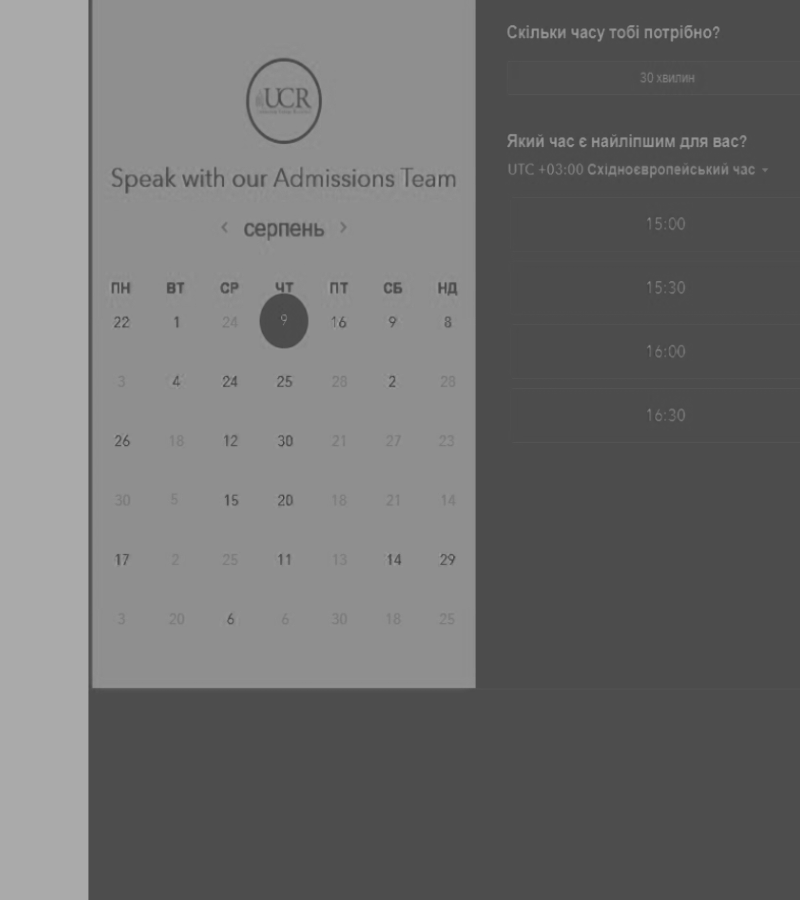 UCR
Speak with our Admissions Team
серпень
ПН ВТ СР ЧТ ПТ СБ НД
22 1 24 9 16 9 8
3 4 24 25 28 2 28
26 18 12 30 21 27 23
30 5 15 20 18 21 14
17 2 25 11 13 14 29
3 20 6 6 30 18 25
Скільки часу тобі потрібно?
30 хвилин
Який час є найліпшим для вас?
UTC +03:00 Східноєвропейський час
15:00
15:30
16:00
16:30